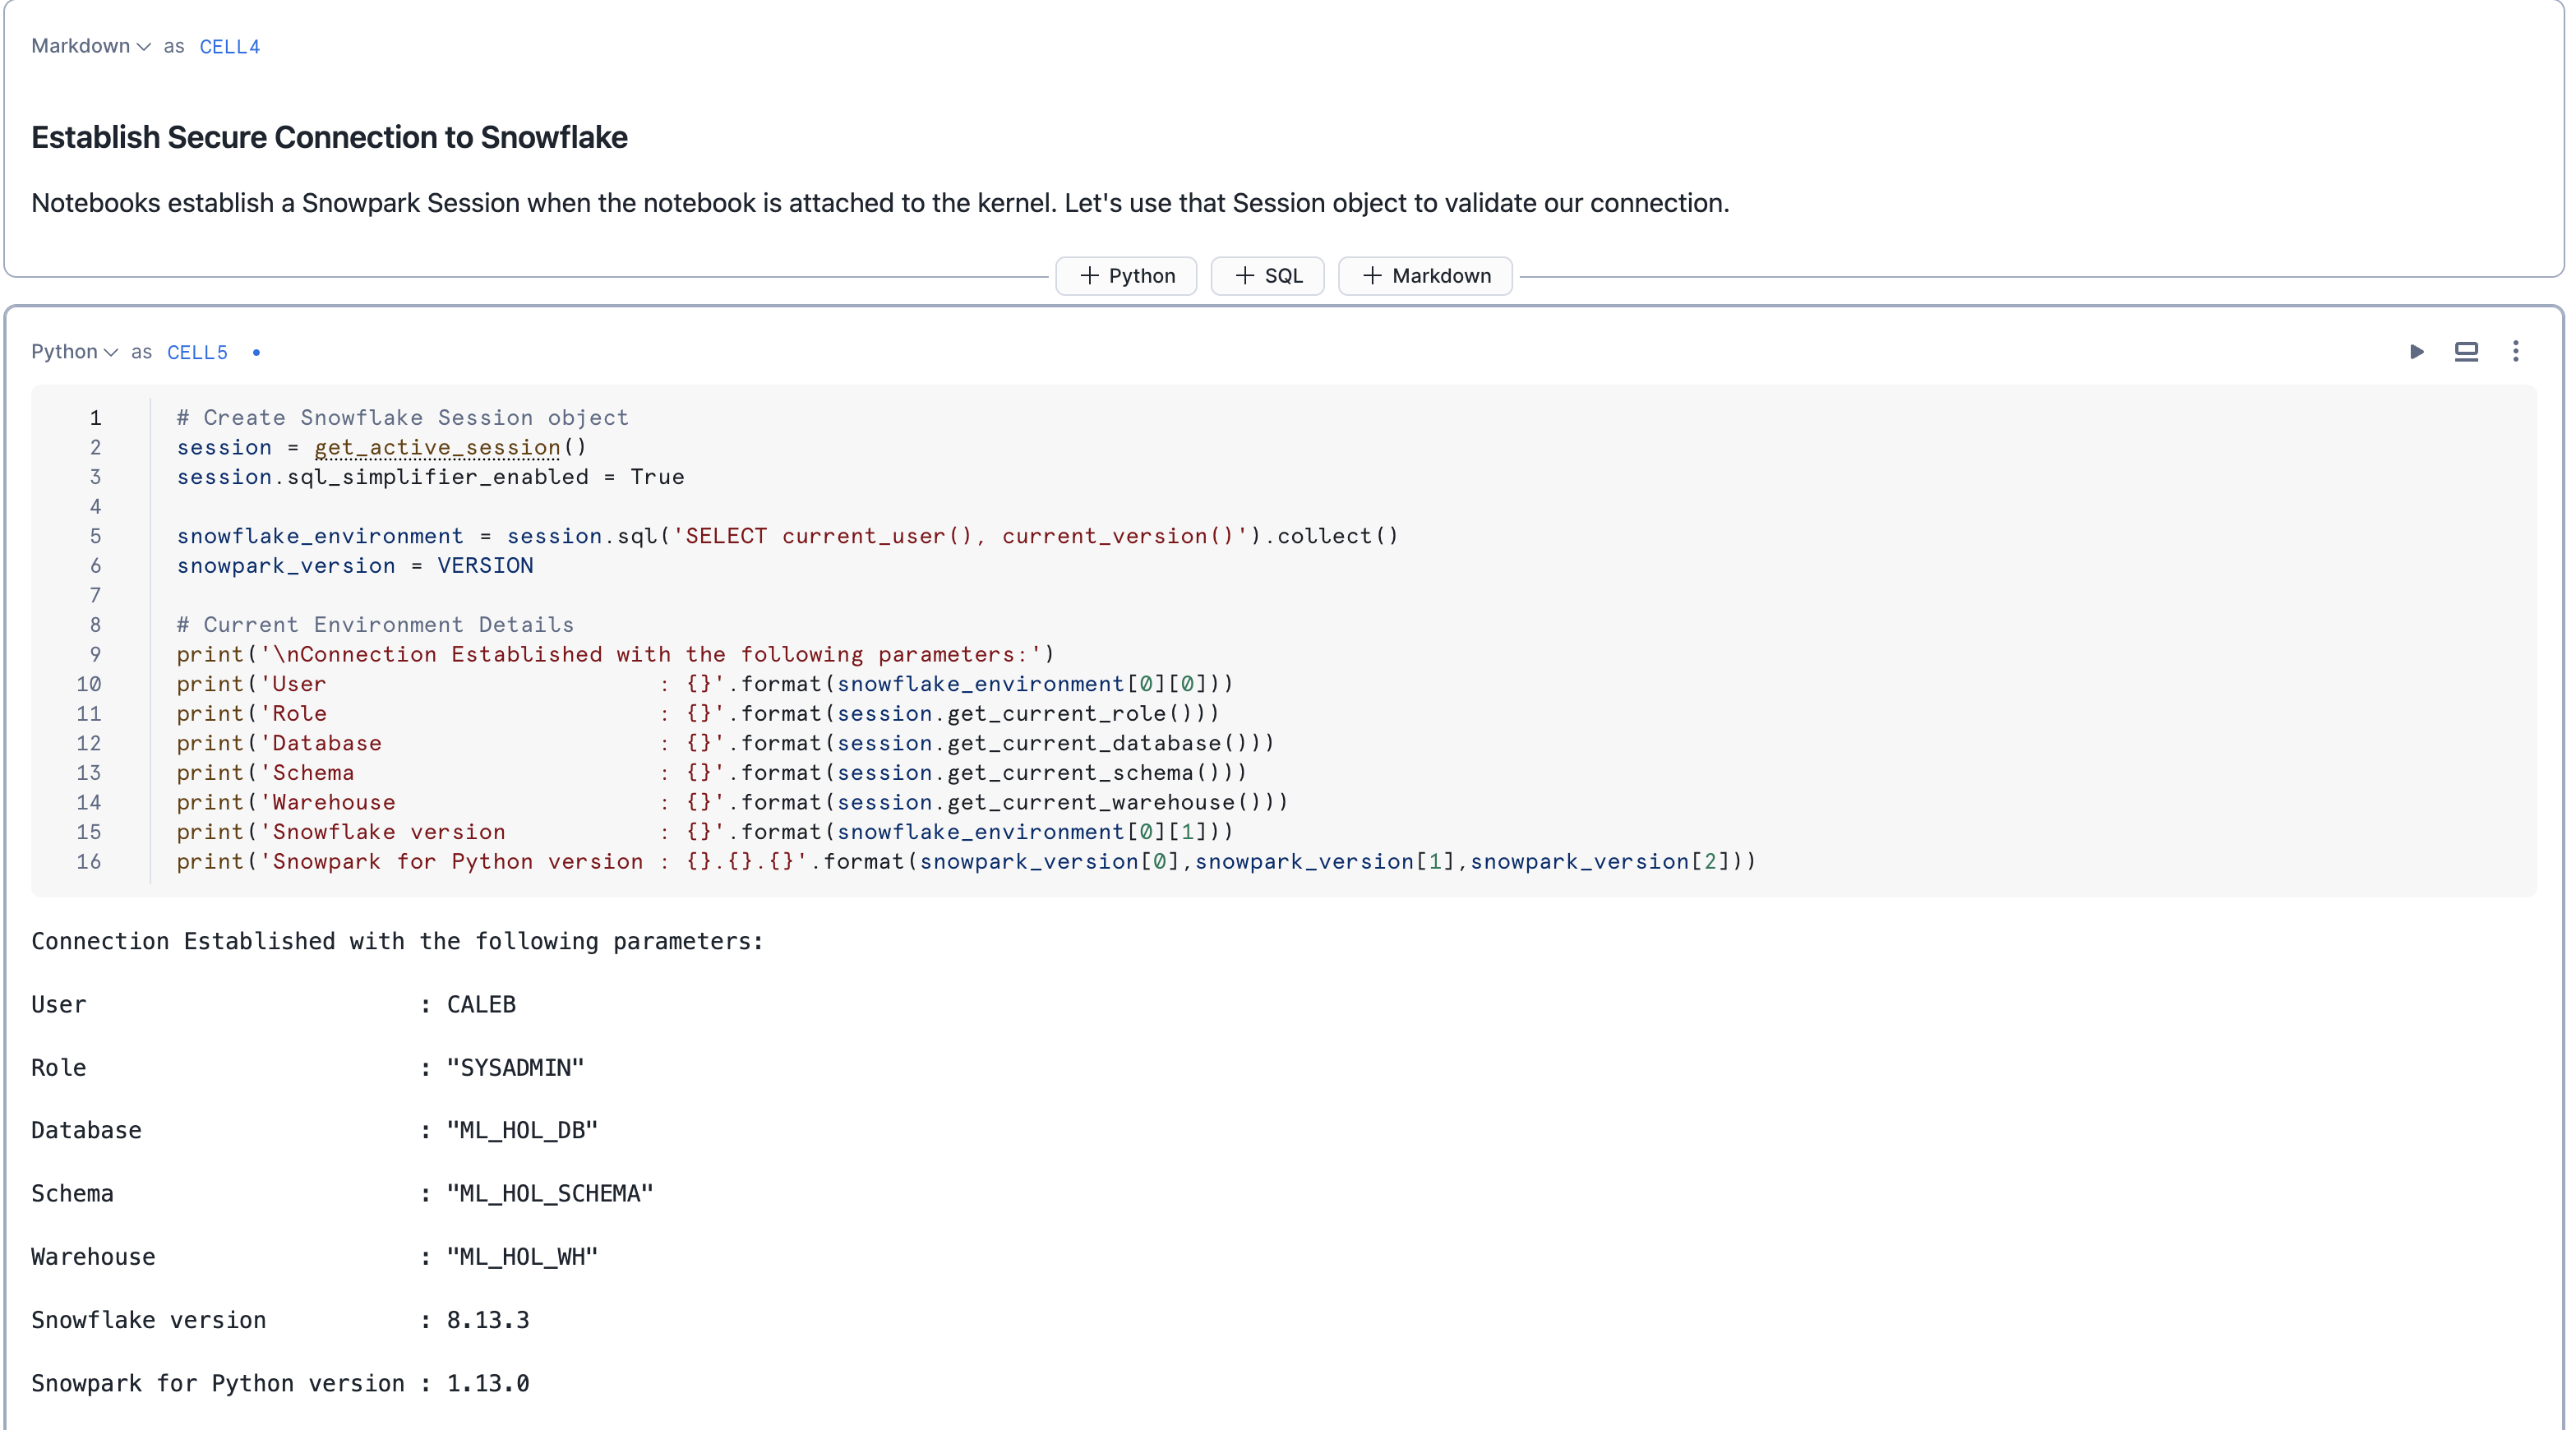 Markdown as CELL4
Establish Secure Connection to Snowflake
Notebooks establish a Snowpark Session when the notebook is attached to the kernel. Let's use that Session object to validate our connection.
+ Python + SQL + Markdown
Python as CELL5
1 # Create Snowflake Session object
2 session = get_active_session()
3 session.sql_simplifier_enabled = True
4
5 snowflake_environment = session.sql('SELECT current_user(), current_version()').collect()
6 snowpark_version = VERSION
7
8 # Current Environment Details
9 print('\nConnection Established with the following parameters:')
10 print('User                        : {}'.format(snowflake_environment[0][0]))
11 print('Role                        : {}'.format(session.get_current_role()))
12 print('Database                    : {}'.format(session.get_current_database()))
13 print('Schema                      : {}'.format(session.get_current_schema()))
14 print('Warehouse                   : {}'.format(session.get_current_warehouse()))
15 print('Snowflake version           : {}'.format(snowflake_environment[0][1]))
16 print('Snowpark for Python version : {}.{}.{}'.format(snowpark_version[0],snowpark_version[1],snowpark_version[2]))
Connection Established with the following parameters:
User                        : CALEB
Role                        : "SYSADMIN"
Database                    : "ML_HOL_DB"
Schema                      : "ML_HOL_SCHEMA"
Warehouse                   : "ML_HOL_WH"
Snowflake version           : 8.13.3
Snowpark for Python version : 1.13.0